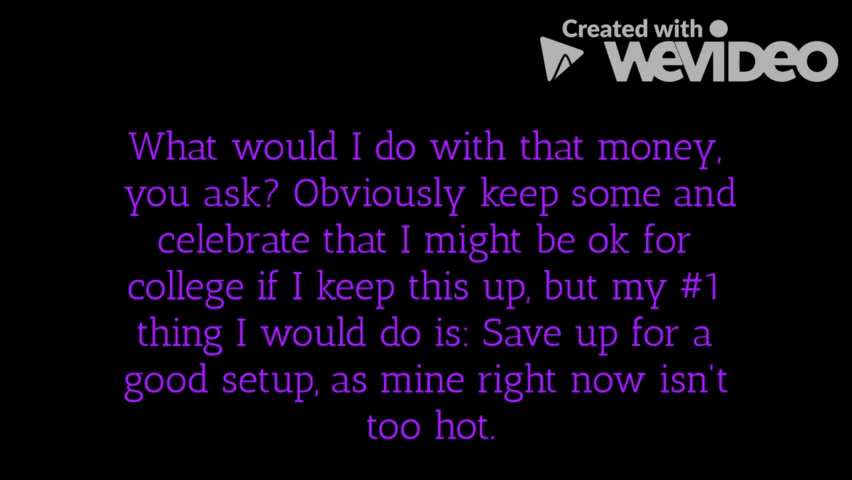 Created with
WEVIDEO
What would I do with that money,
you ask? Obviously keep some and
celebrate that I might be ok for
college if I keep this up, but my #1
thing I would do is: Save up for a
good setup, as mine right now isn't
too hot.